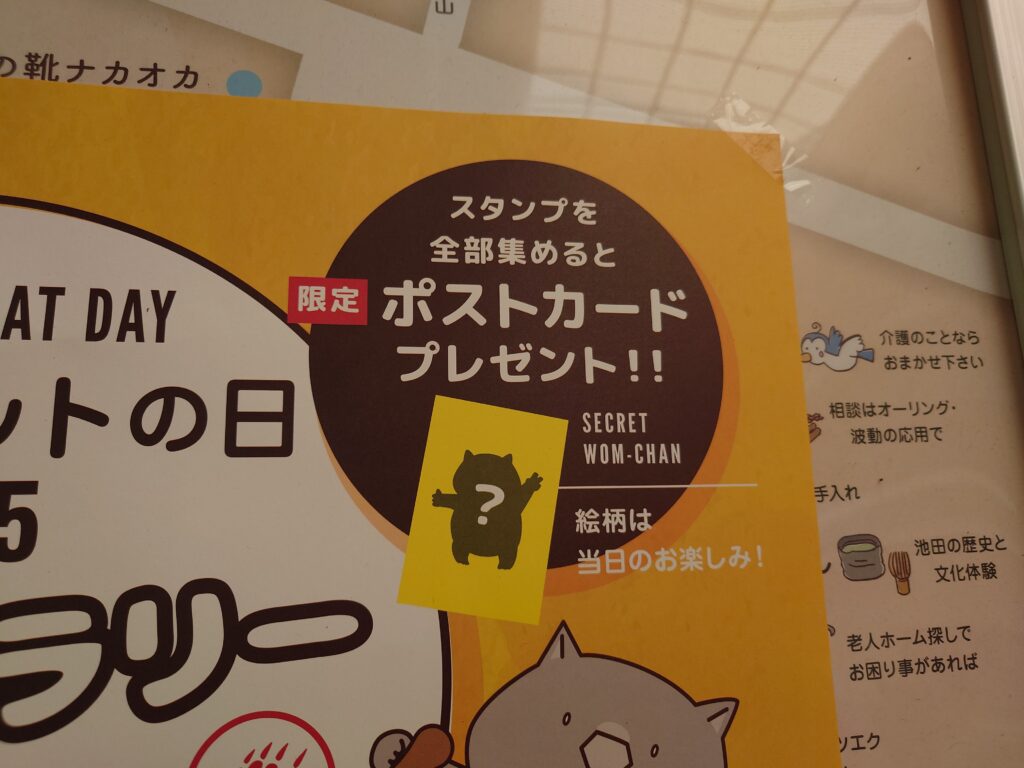 山
の靴ナカオカ
スタンプを
全部集めると
限定
ポストカード
プレゼント!!
SECRET
WOM-CHAN
?
絵柄は
当日のお楽しみ!
AT DAY
ットの日
5
ラリー
介護のことなら
おまかせ下さい
相談はオーリング・
波動の応用で
手入れ
池田の歴史と
文化体験
老人ホーム探しで
お困り事があれば
ソエク